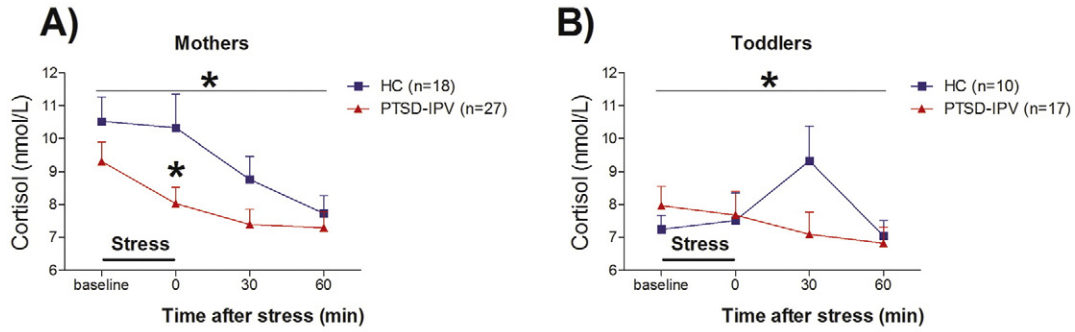 A)
Mothers
*
12
11
10
9
8
7
6
Cortisol (nmol/L)
*
Stress
baseline 0 30 60
Time after stress (min)
HC (n=18)
PTSD-IPV (n=27)
B)
Toddlers
*
12
11
10
9
8
7
6
Cortisol (nmol/L)
Stress
baseline 0 30 60
Time after stress (min)
HC (n=10)
PTSD-IPV (n=17)